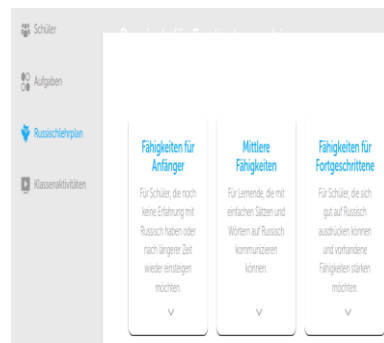 Schüler
Aufgaben
Russischlehrplan
Klassenaktivitäten
Fähigkeiten für
Anfänger
Für Schüler, die noch
keine Erfahrung mit
Russisch haben oder
nach längerer Zeit
wieder einsteigen
möchten.
Mittlere
Fähigkeiten
Für Lernende, die mit
einfachen Sätzen und
Wörtern auf Russisch
kommunizieren
können.
Fähigkeiten für
Fortgeschrittene
Für Schüler, die sich
gut auf Russisch
ausdrücken können
und vorhandene
Fähigkeiten stärken
möchten.